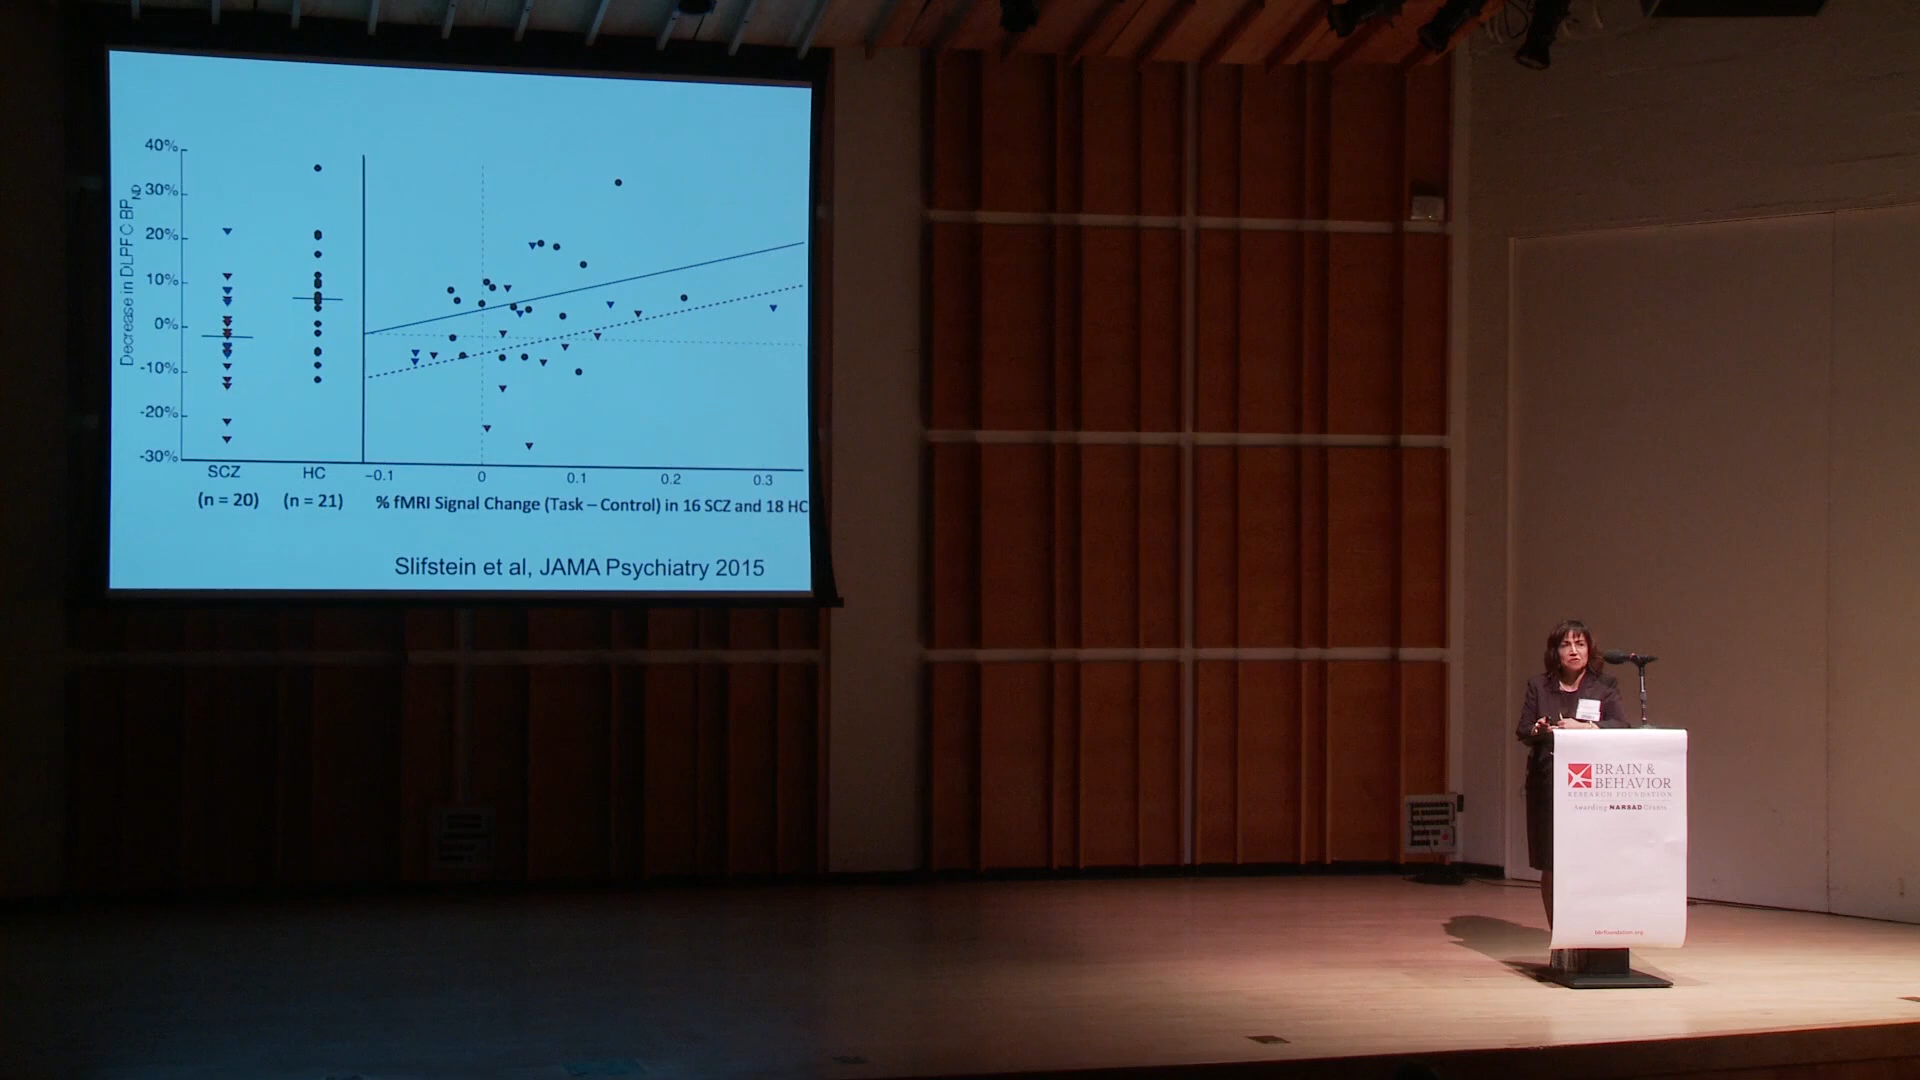 40%
30%
20%
10%
0%
-10%
-20%
-30%
Decrease in DLPFC BPND
SCZ
HC
(n = 20)
(n = 21)
−0.1
0
0.1
0.2
0.3
% fMRI Signal Change (Task – Control) in 16 SCZ and 18 HC
Slifstein et al, JAMA Psychiatry 2015
BRAIN &
BEHAVIOR
RESEARCH FOUNDATION
Awarding NARSAD Grants
bbrfoundation.org